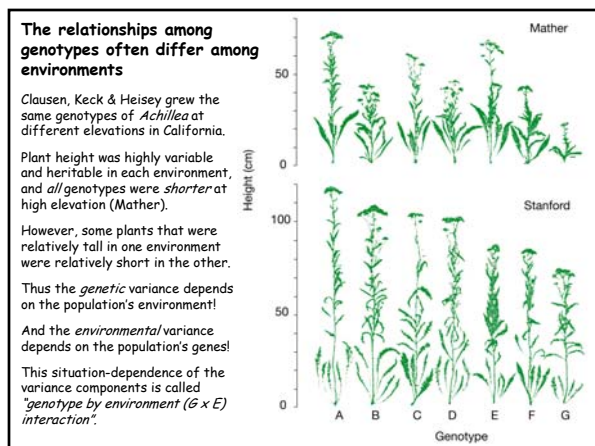 The relationships among
genotypes often differ among
environments
Clausen, Keck & Heisey grew the
same genotypes of Achillea at
different elevations in California.
Plant height was highly variable
and heritable in each environment,
and all genotypes were shorter at
high elevation (Mather).
However, some plants that were
relatively tall in one environment
were relatively short in the other.
Thus the genetic variance depends
on the population's environment!
And the environmental variance
depends on the population's genes!
This situation-dependence of the
variance components is called
"genotype by environment (G x E)
interaction".
Height (cm)
Mather
50
0
Stanford
100
50
0
A B C D E F G
Genotype